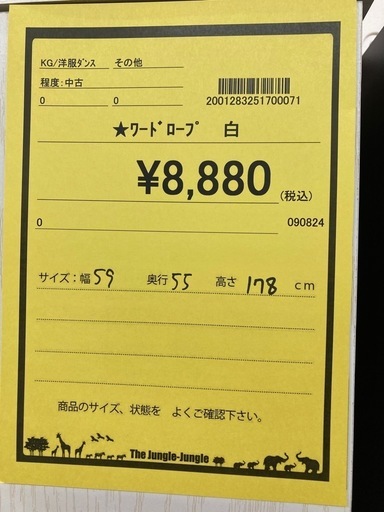 KG/洋服ﾀﾞﾝｽ その他
程度:中古
0 0
2001283251700071
★ﾜｰﾄﾞﾛｰﾌﾟ 白
¥8,880(税込)
0 090824
サイズ:幅 59 奥行 55 高さ 178 cm
商品のサイズ、状態を よくご確認下さい。
The Jungle-Jungle